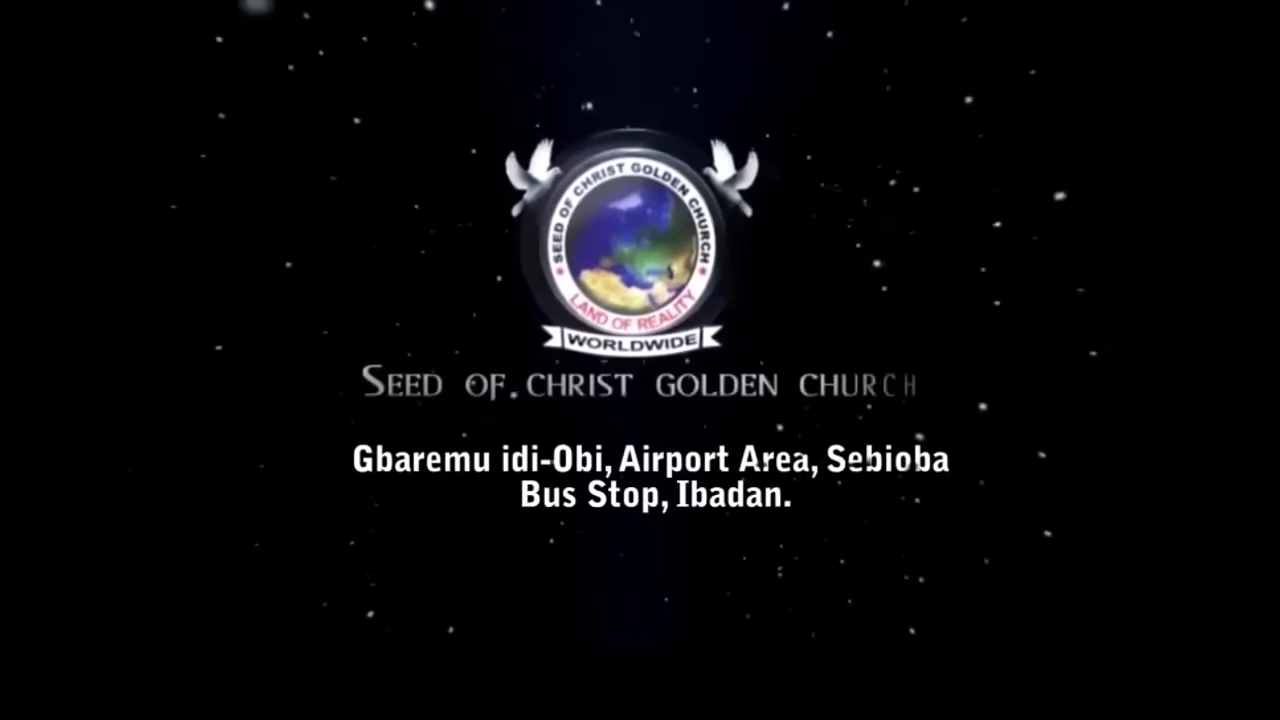 SEED OF CHRIST GOLDEN CHURCH
LAND OF REALITY
WORLDWIDE
SEED OF CHRIST GOLDEN CHURCH
Gbaremu idi-Obi, Airport Area, Sebioba
Bus Stop, Ibadan.